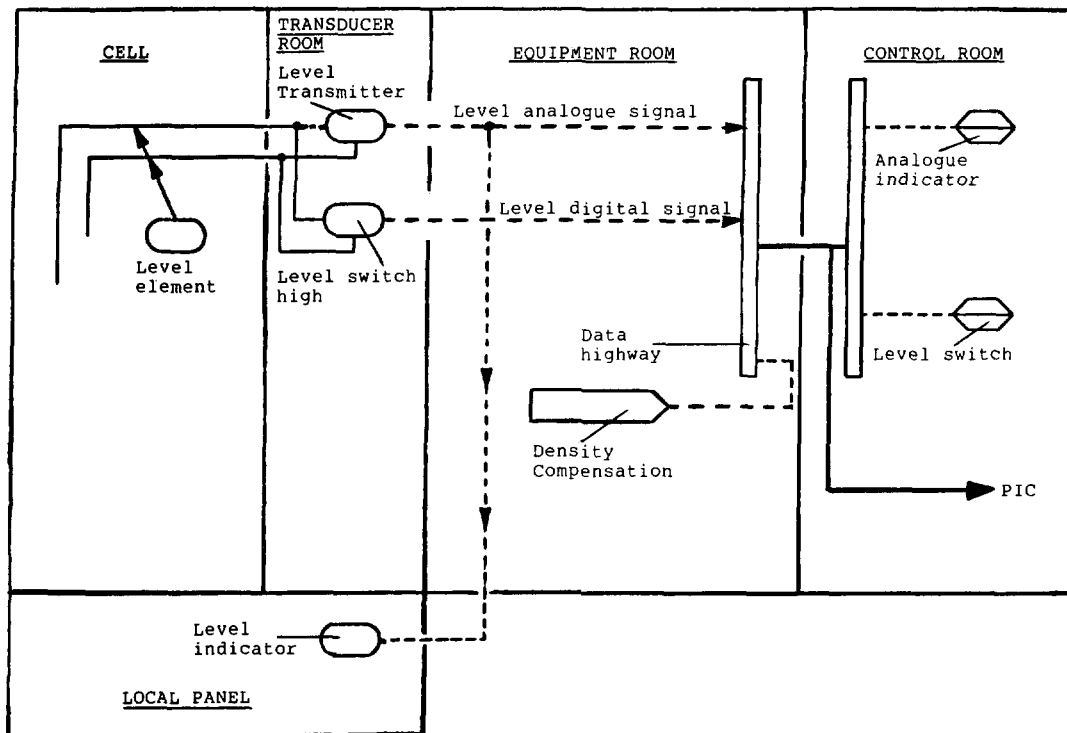 CELL
TRANSDUCER
ROOM
EQUIPMENT ROOM
CONTROL ROOM
Level
Transmitter
Level analogue signal
Analogue
indicator
Level digital signal
Level
element
Level switch
high
Data
highway
Level switch
Density
Compensation
PIC
Level
indicator
LOCAL PANEL